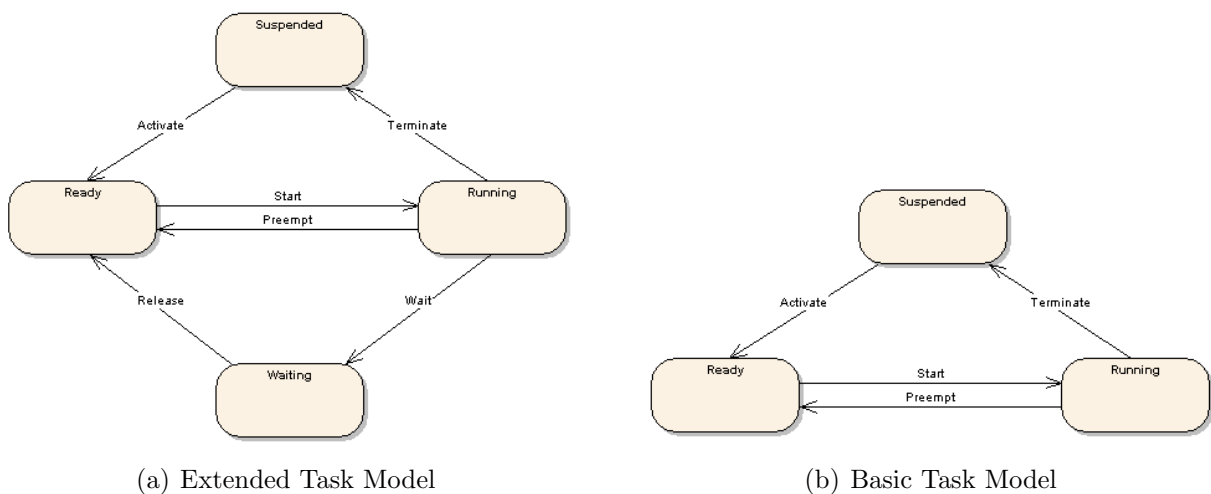 Suspended
Activate
Terminate
Ready
Start
Running
Preempt
Release
Wait
Waiting
(a) Extended Task Model
Suspended
Activate
Terminate
Ready
Start
Running
Preempt
(b) Basic Task Model